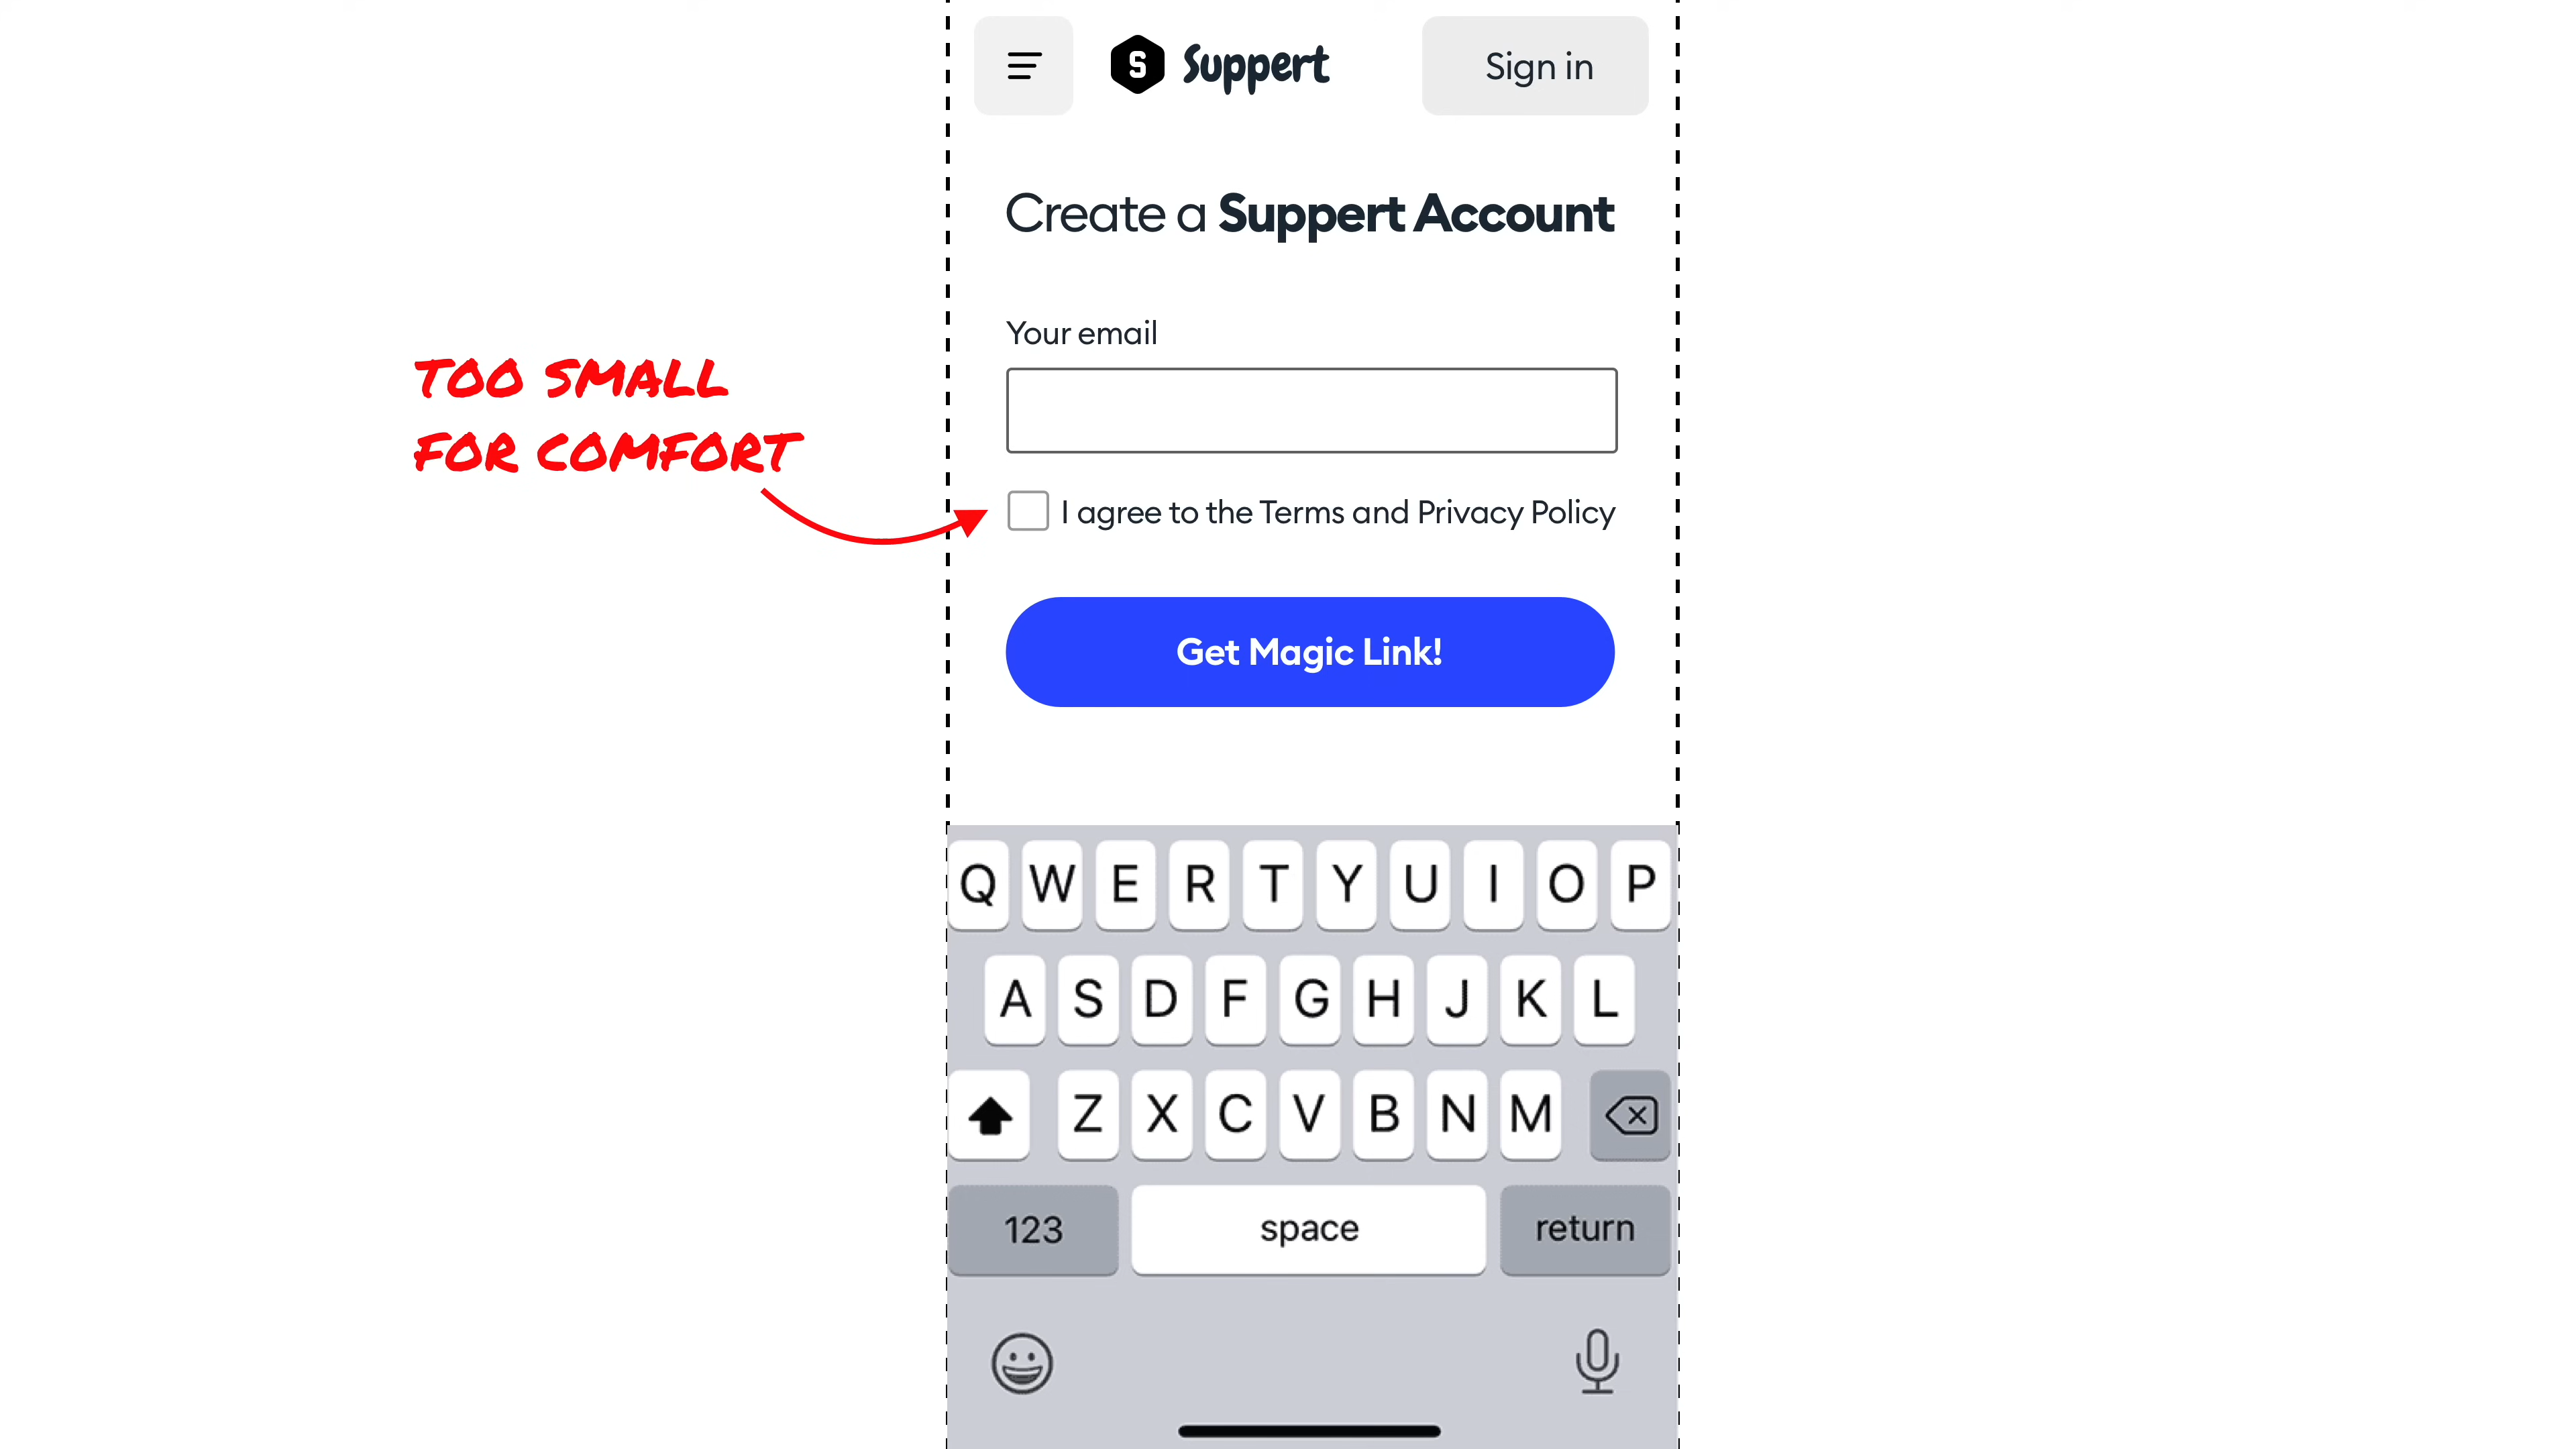 S Suppert Sign in
Create a Suppert Account
Your email
TOO SMALL
FOR COMFORT
I agree to the Terms and Privacy Policy
Get Magic Link!
Q W E R T Y U I O P
A S D F G H J K L
Z X C V B N M
123 space return